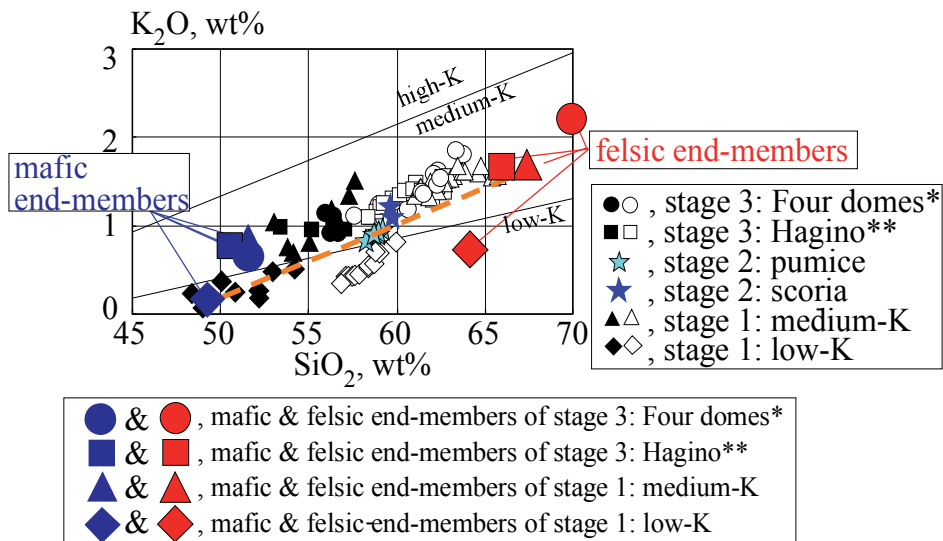 K₂O, wt%
3
high-K
medium-K
2
mafic
end-members
felsic end-members
1
low-K
0
45 50 55 60 65 70
SiO₂, wt%
, stage 3: Four domes*
, stage 3: Hagino**
, stage 2: pumice
, stage 2: scoria
, stage 1: medium-K
, stage 1: low-K
& , mafic & felsic end-members of stage 3: Four domes*
& , mafic & felsic end-members of stage 3: Hagino**
& , mafic & felsic end-members of stage 1: medium-K
& , mafic & felsic-end-members of stage 1: low-K